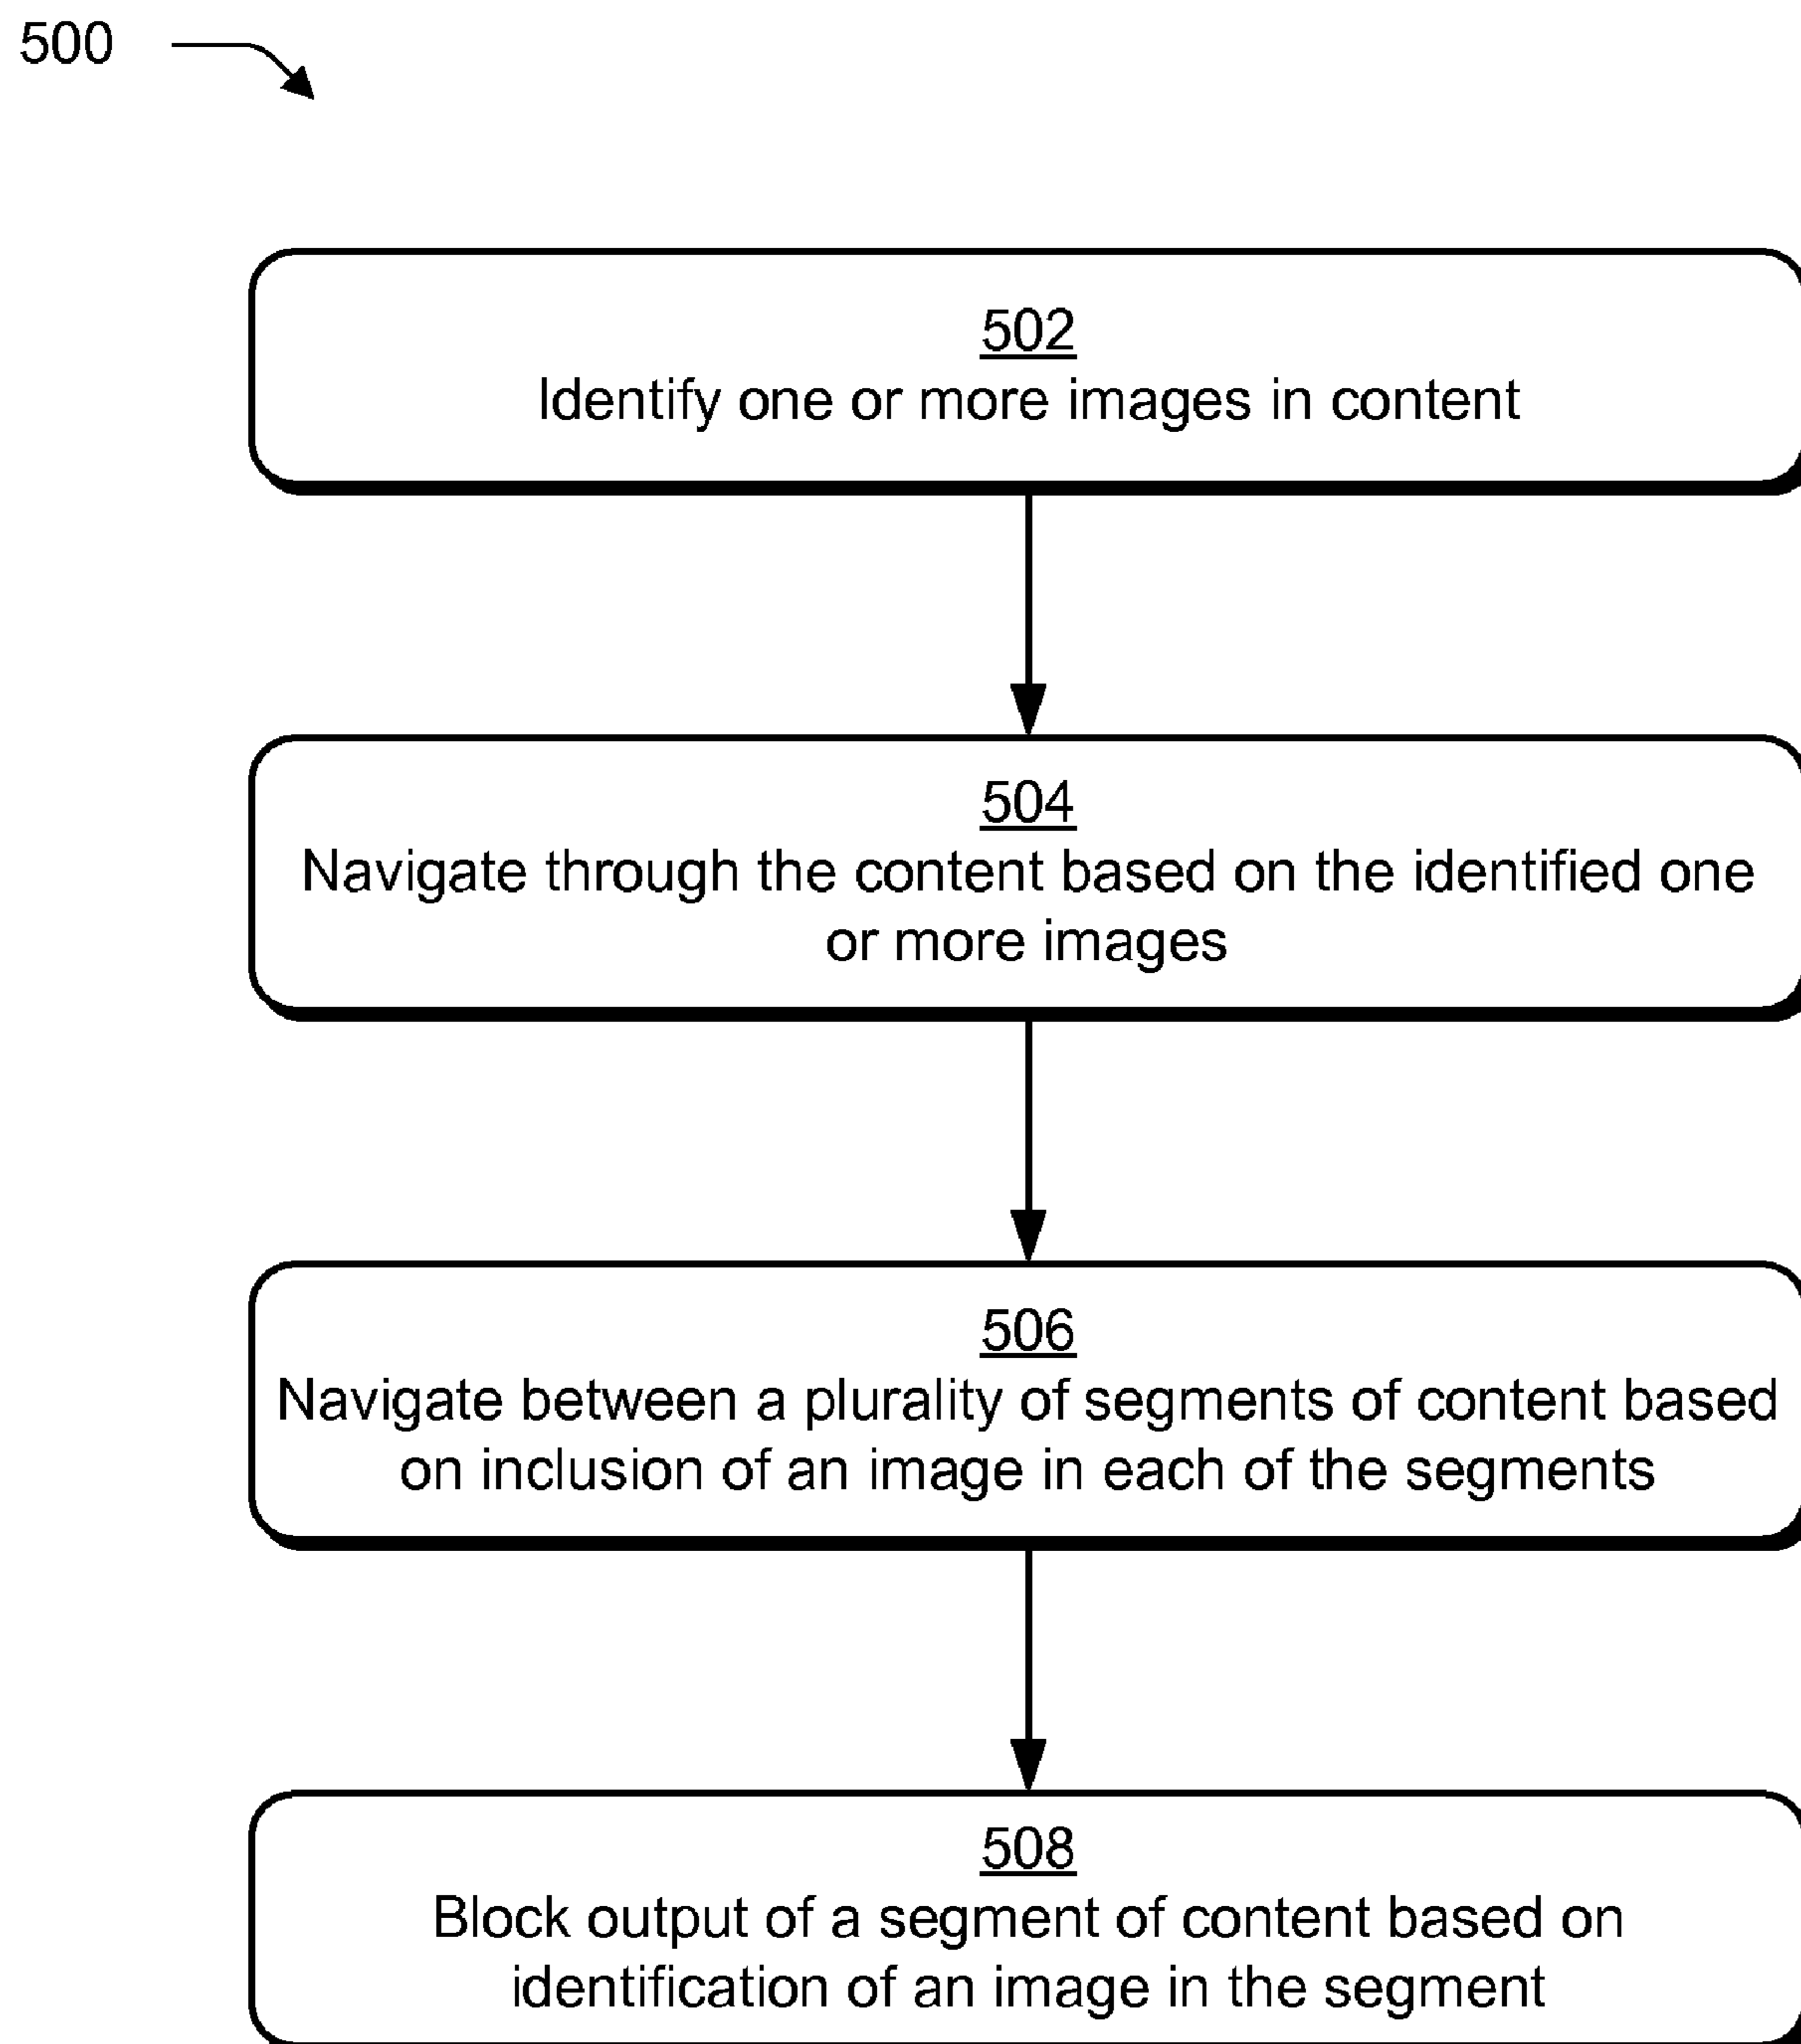 500
502
Identify one or more images in content
504
Navigate through the content based on the identified one
or more images
506
Navigate between a plurality of segments of content based
on inclusion of an image in each of the segments
508
Block output of a segment of content based on
identification of an image in the segment